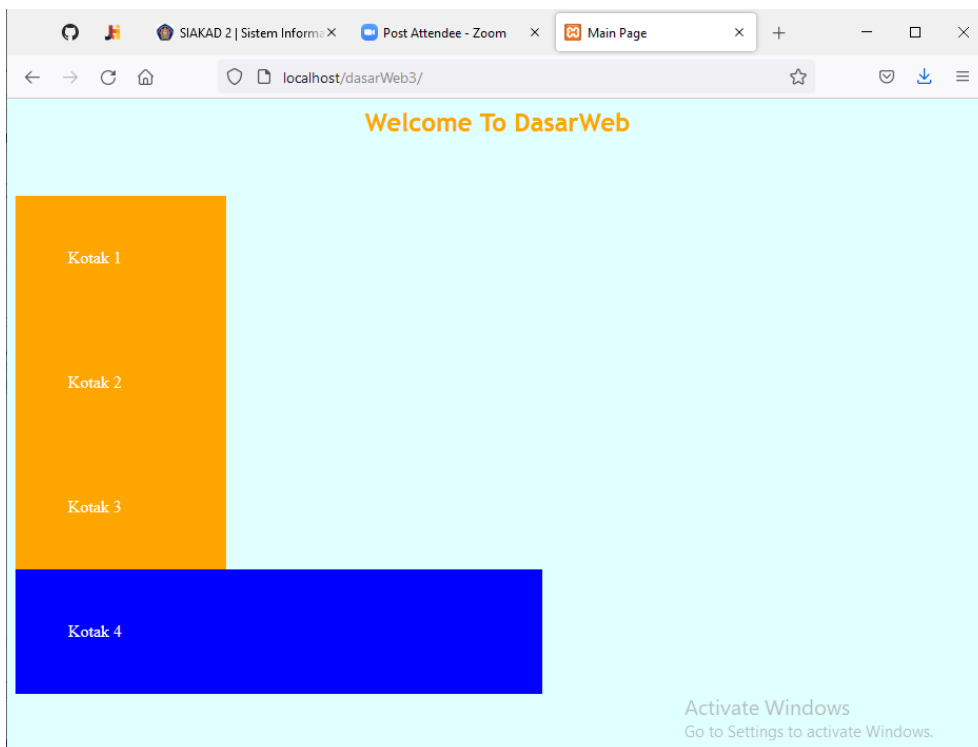 SIAKAD 2 | Sistem Informa
Post Attendee - Zoom
Main Page
localhost/dasarWeb3/
Welcome To DasarWeb
Kotak 1
Kotak 2
Kotak 3
Kotak 4
Activate Windows
Go to Settings to activate Windows.